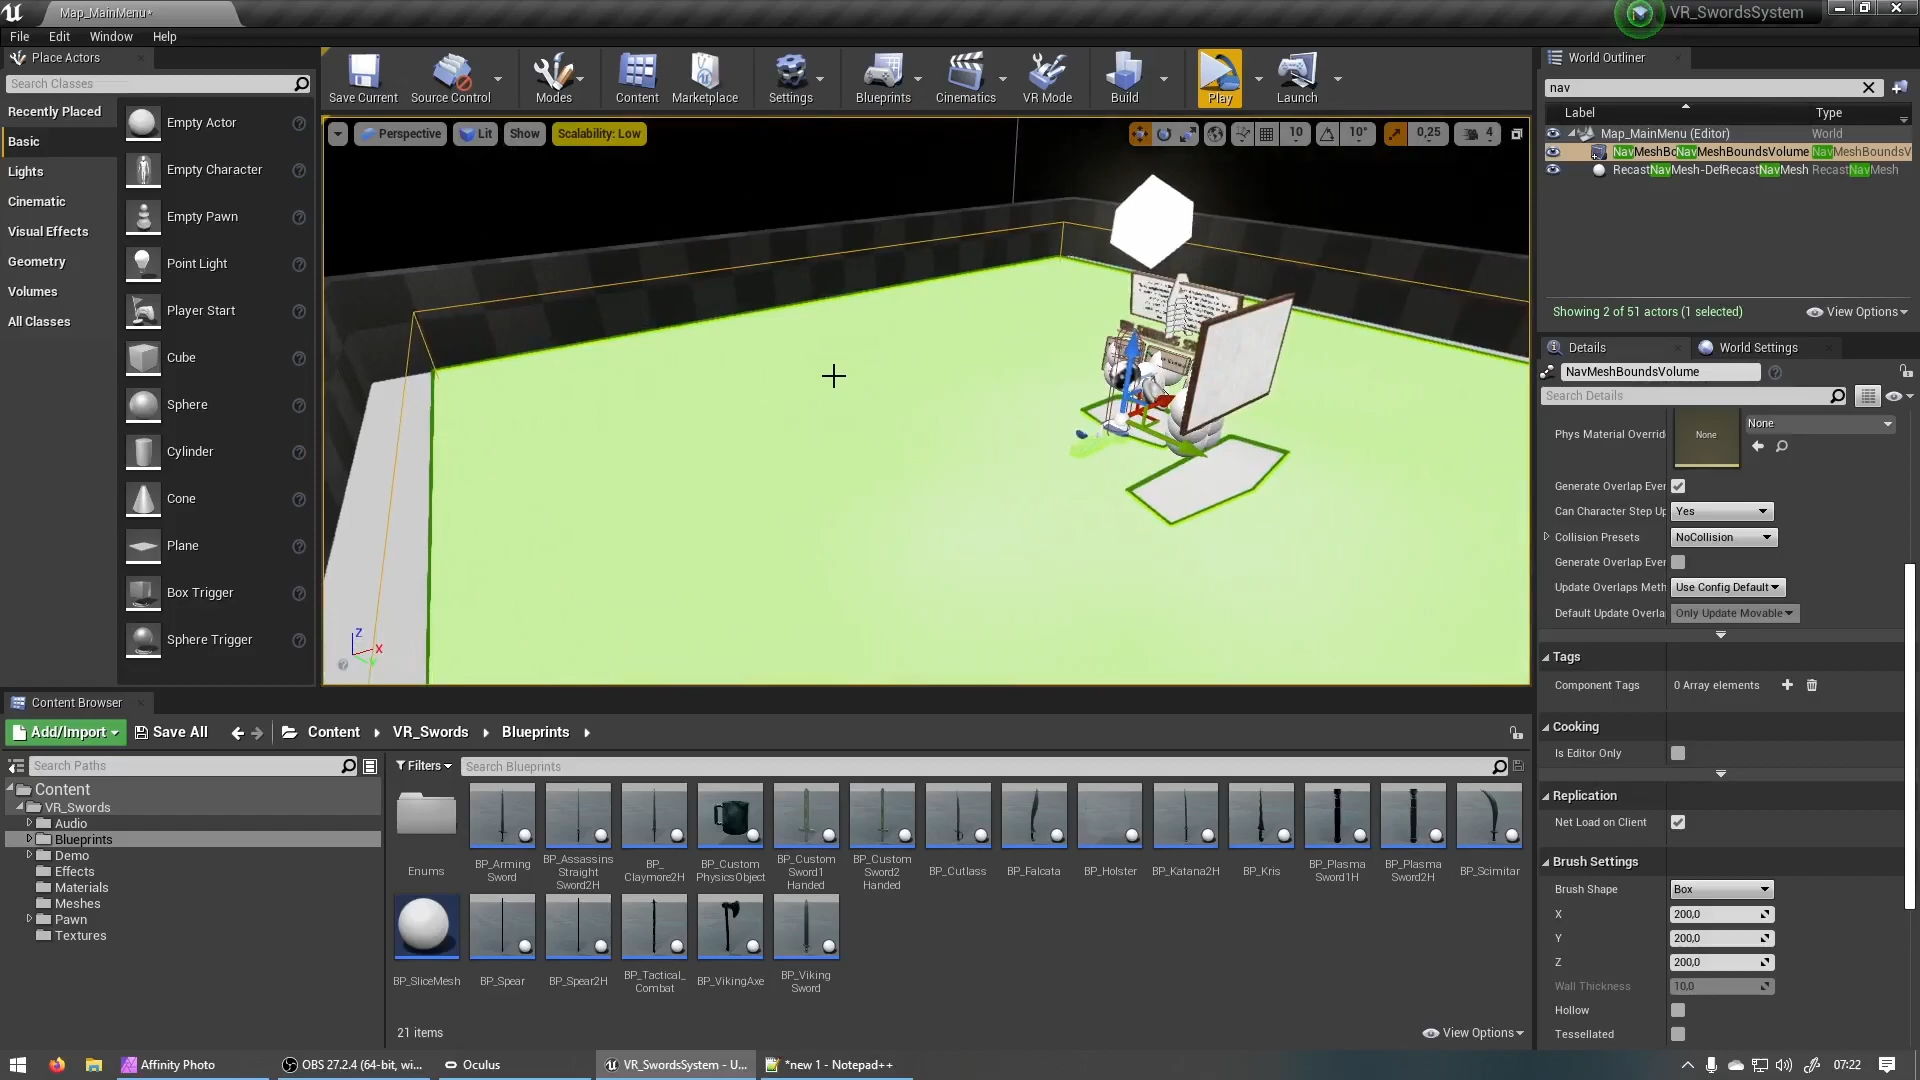 Map_MainMenu*
VR_SwordsSystem
File Edit Window Help
Place Actors
Search Classes
Recently Placed
Basic
Lights
Cinematic
Visual Effects
Geometry
Volumes
All Classes
Empty Actor
Empty Character
Empty Pawn
Point Light
Player Start
Cube
Sphere
Cylinder
Cone
Plane
Box Trigger
Sphere Trigger
Save Current
Source Control
Modes
Content
Marketplace
Settings
Blueprints
Cinematics
VR Mode
Build
Play
Launch
Perspective Lit Show Scalability: Low
10 10° 0,25 4
Z
X
World Outliner
nav
Label Type
Map_MainMenu (Editor) World
NavMeshBoNavMeshBoundsVolume NavMeshBoundsV
RecastNavMesh-DefRecastNavMesh RecastNavMesh
Showing 2 of 51 actors (1 selected) View Options
Details World Settings
NavMeshBoundsVolume
Search Details
Phys Material Overrid None None
Generate Overlap Ever
Can Character Step Up Yes
Collision Presets NoCollision
Generate Overlap Ever
Update Overlaps Meth Use Config Default
Default Update Overla Only Update Movable
Tags
Component Tags 0 Array elements
Cooking
Is Editor Only
Replication
Net Load on Client
Brush Settings
Brush Shape Box
X 200,0
Y 200,0
Z 200,0
Wall Thickness 10,0
Hollow
Tessellated
Content Browser
Add/Import Save All Content VR_Swords Blueprints
Search Paths
Filters Search Blueprints
Content
VR_Swords
Audio
Blueprints
Demo
Effects
Materials
Meshes
Pawn
Textures
Enums
BP_Arming
Sword
BP_Assassins
Straight
Sword2H
BP_
Claymore2H
BP_Custom
PhysicsObject
BP_Custom
Sword1
Handed
BP_Custom
Sword2
Handed
BP_Cutlass
BP_Falcata
BP_Holster
BP_Katana2H
BP_Kris
BP_Plasma
Sword1H
BP_Plasma
Sword2H
BP_Scimitar
BP_SliceMesh
BP_Spear
BP_Spear2H
BP_Tactical_
Combat
BP_VikingAxe
BP_Viking
Sword
21 items View Options
Affinity Photo
OBS 27.2.4 (64-bit, wi...
Oculus
VR_SwordsSystem - U...
*new 1 - Notepad++
07:22